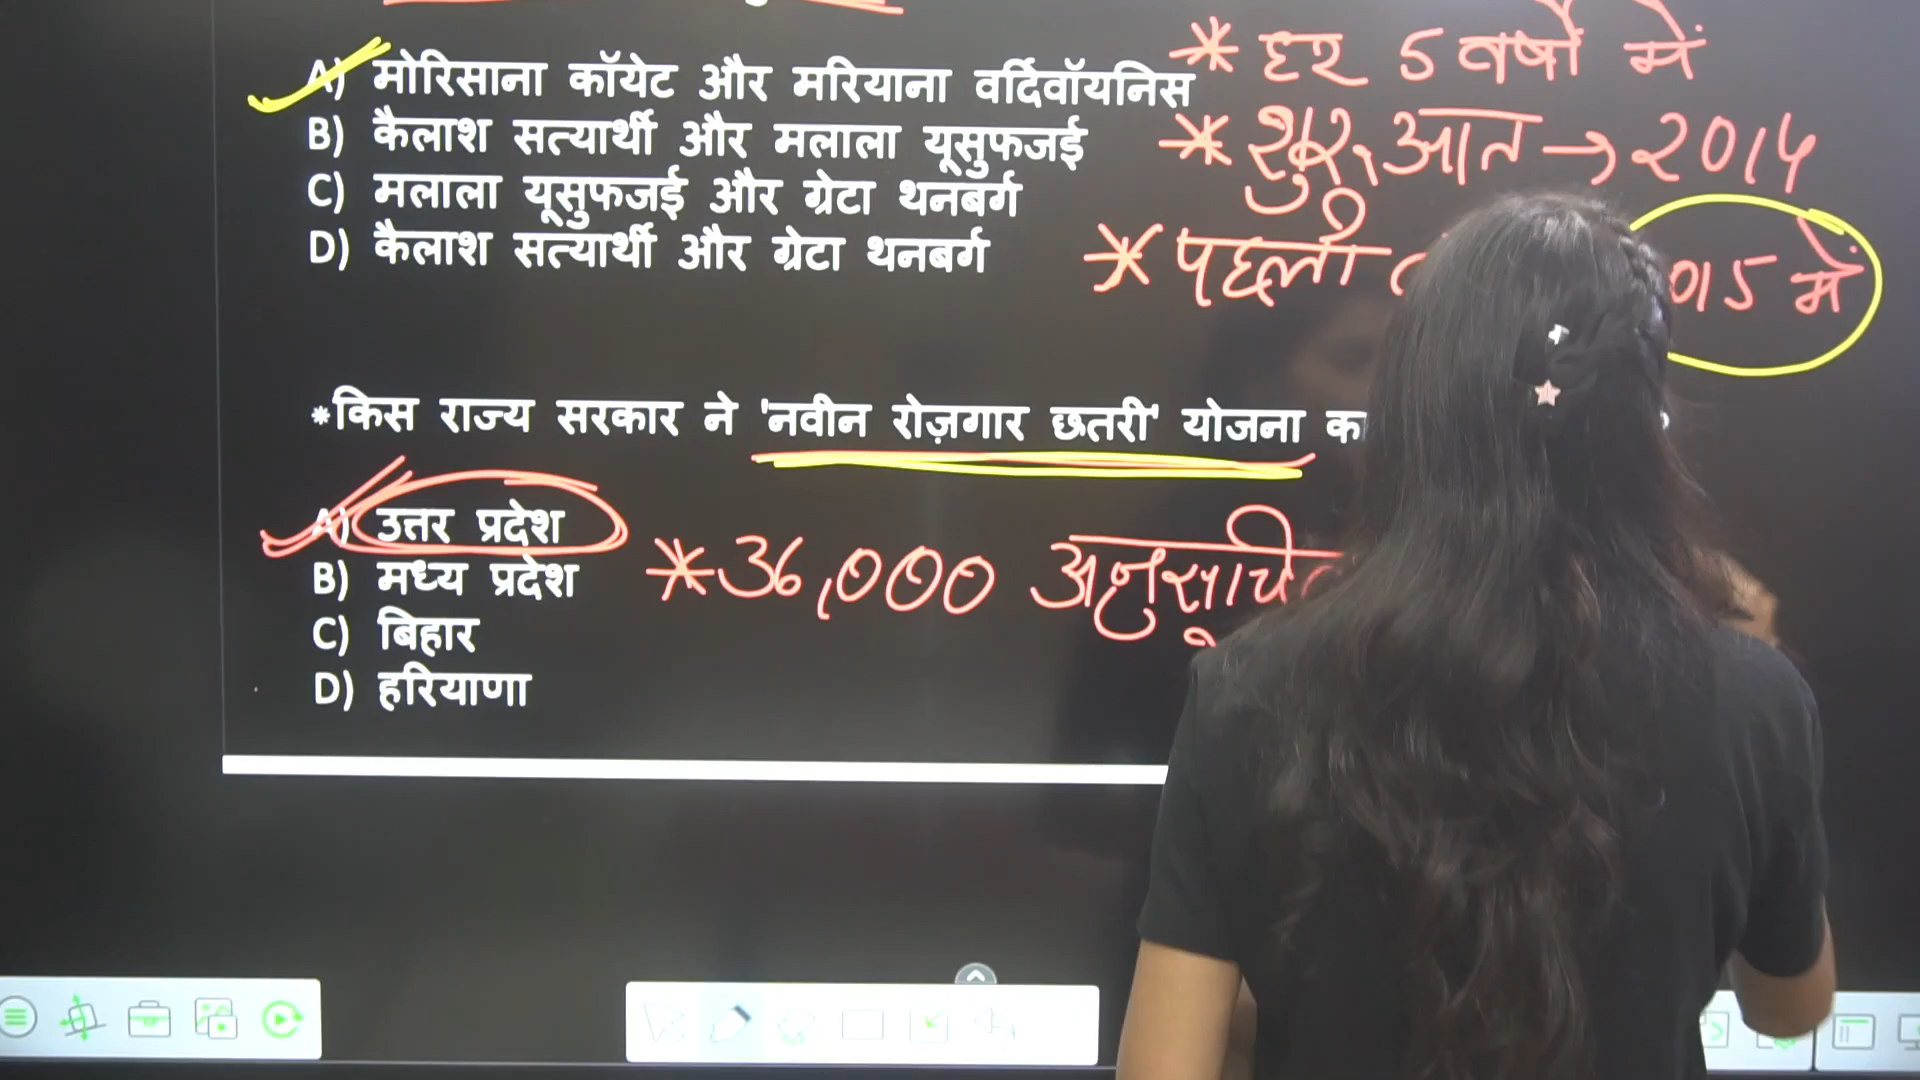 A) मोरिसाना कॉयेट और मरियाना वर्दिवॉयनिस
B) कैलाश सत्यार्थी और मलाला यूसुफजई
C) मलाला यूसुफजई और ग्रेटा थनबर्ग
D) कैलाश सत्यार्थी और ग्रेटा थनबर्ग
* हर 5 वर्षों में
* शुरुआत → 2014
* पहली 015 में
*किस राज्य सरकार ने 'नवीन रोज़गार छतरी' योजना
A) उत्तर प्रदेश
B) मध्य प्रदेश
C) बिहार
D) हरियाणा
* 36,000